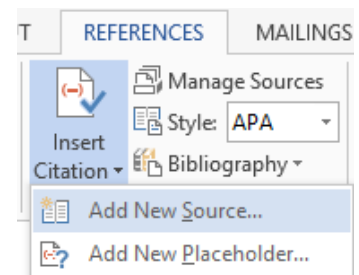 T REFERENCES MAILINGS
Insert Citation
Manage Sources
Style: APA
Bibliography
Add New Source...
Add New Placeholder...